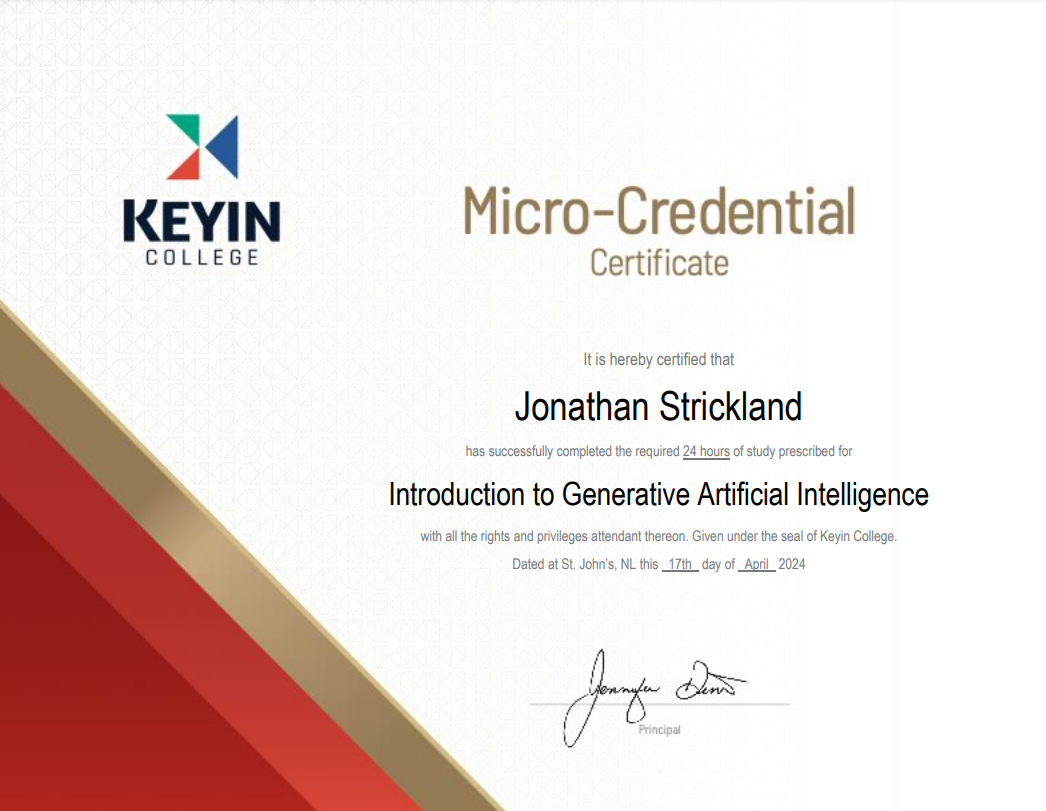 KEYIN
COLLEGE
Micro-Credential
Certificate
It is hereby certified that
Jonathan Strickland
has successfully completed the required 24 hours of study prescribed for
Introduction to Generative Artificial Intelligence
with all the rights and privileges attendant thereon. Given under the seal of Keyin College.
Dated at St. John’s, NL this 17th day of April 2024
Principal